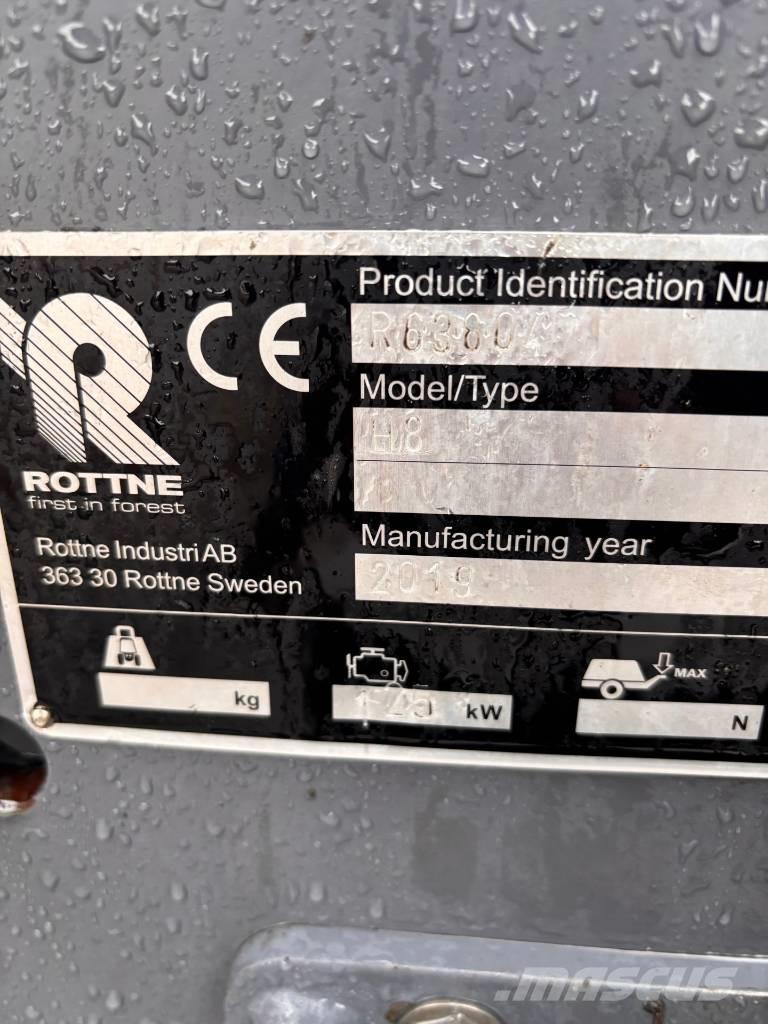 Product Identification Nu
Model/Type
H8
ROTTNE
first in forest
Manufacturing year
Rottne Industri AB
363 30 Rottne Sweden
2019
kg
125 kW
MAX
N
mascus